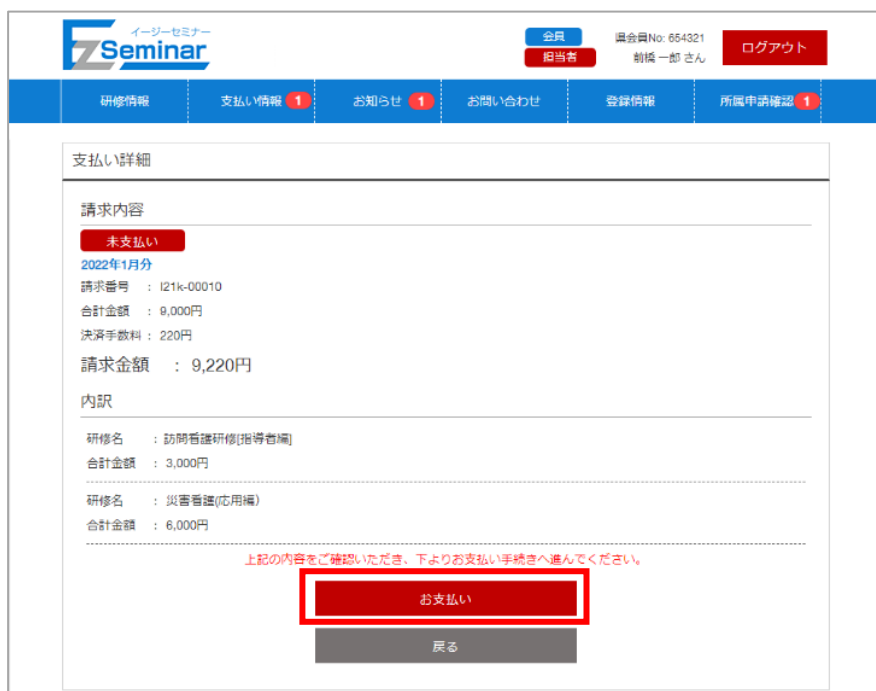 イージーセミナー
EzSeminar
会員
担当者
県会員No: 654321
前橋 一郎 さん
ログアウト
研修情報
支払い情報 1
お知らせ 1
お問い合わせ
登録情報
所属申請確認 1
支払い詳細
請求内容
未支払い
2022年1月分
請求番号 : I21k-00010
合計金額 : 9,000円
決済手数料 : 220円
請求金額 : 9,220円
内訳
研修名 : 訪問看護研修[指導者編]
合計金額 : 3,000円
研修名 : 災害看護(応用編)
合計金額 : 6,000円
上記の内容をご確認いただき、下よりお支払い手続きへ進んでください。
お支払い
戻る